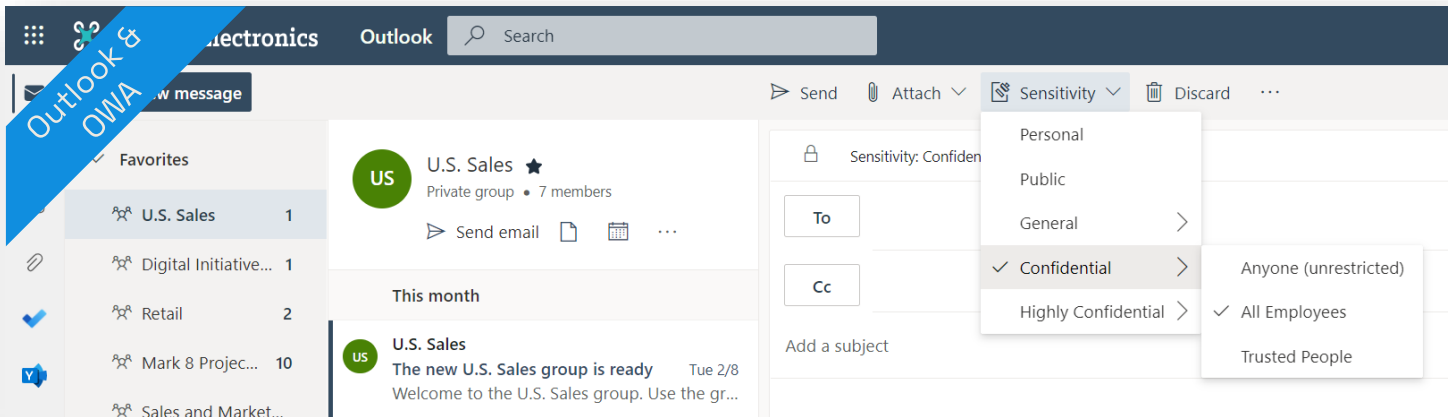 Outlook &
OWA
lectronics
Outlook
Search
w message
Send
Attach
Sensitivity
Discard
...
Favorites
U.S. Sales 1
Digital Initiative... 1
Retail 2
Mark 8 Projec... 10
Sales and Market...
US
U.S. Sales
Private group • 7 members
Send email
...
This month
US
U.S. Sales
The new U.S. Sales group is ready Tue 2/8
Welcome to the U.S. Sales group. Use the gr...
Sensitivity: Confiden
To
Cc
Add a subject
Personal
Public
General
Confidential
Highly Confidential
Anyone (unrestricted)
All Employees
Trusted People